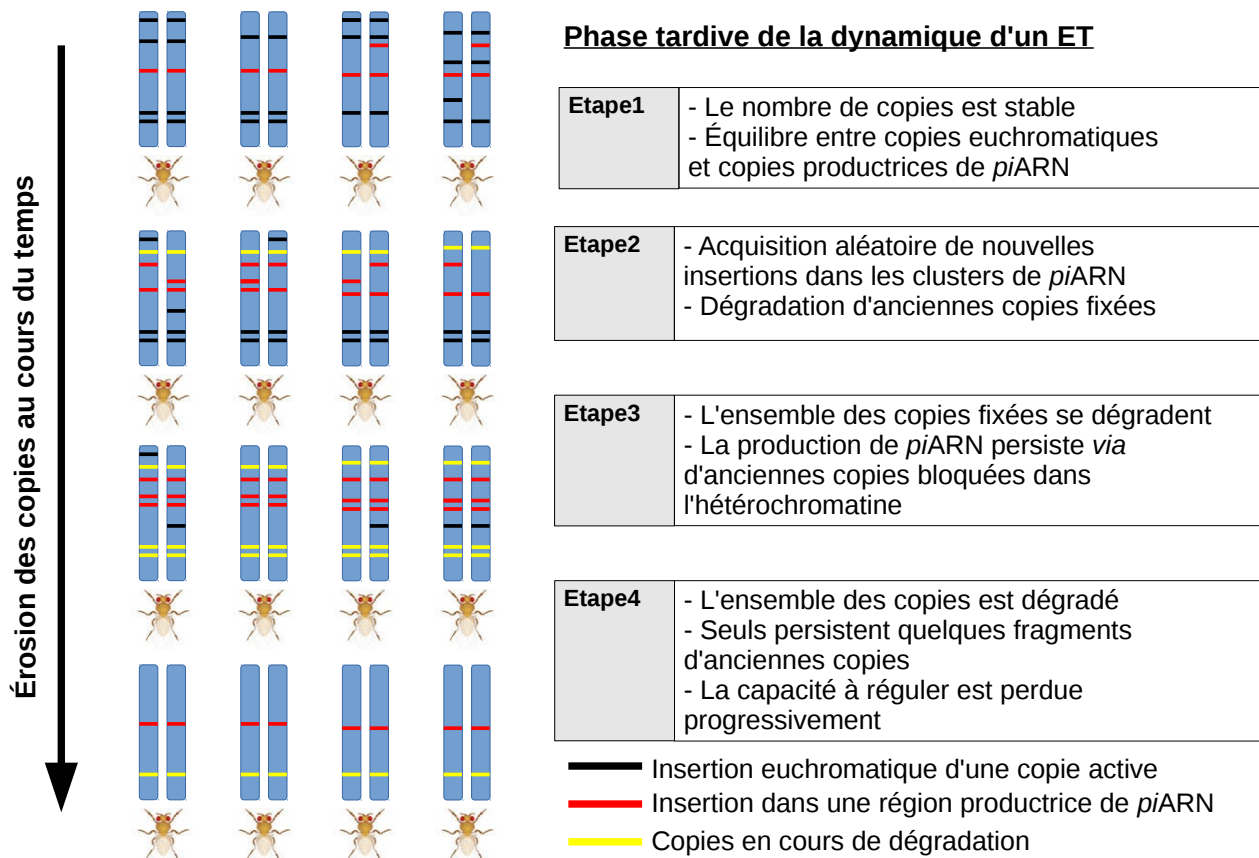 Érosion des copies au cours du temps
Phase tardive de la dynamique d'un ET
Etape1
- Le nombre de copies est stable
- Équilibre entre copies euchromatiques
et copies productrices de piARN
Etape2
- Acquisition aléatoire de nouvelles
insertions dans les clusters de piARN
- Dégradation d'anciennes copies fixées
Etape3
- L'ensemble des copies fixées se dégradent
- La production de piARN persiste via
d'anciennes copies bloquées dans
l'hétérochromatine
Etape4
- L'ensemble des copies est dégradé
- Seuls persistent quelques fragments
d'anciennes copies
- La capacité à réguler est perdue
progressivement
Insertion euchromatique d'une copie active
Insertion dans une région productrice de piARN
Copies en cours de dégradation